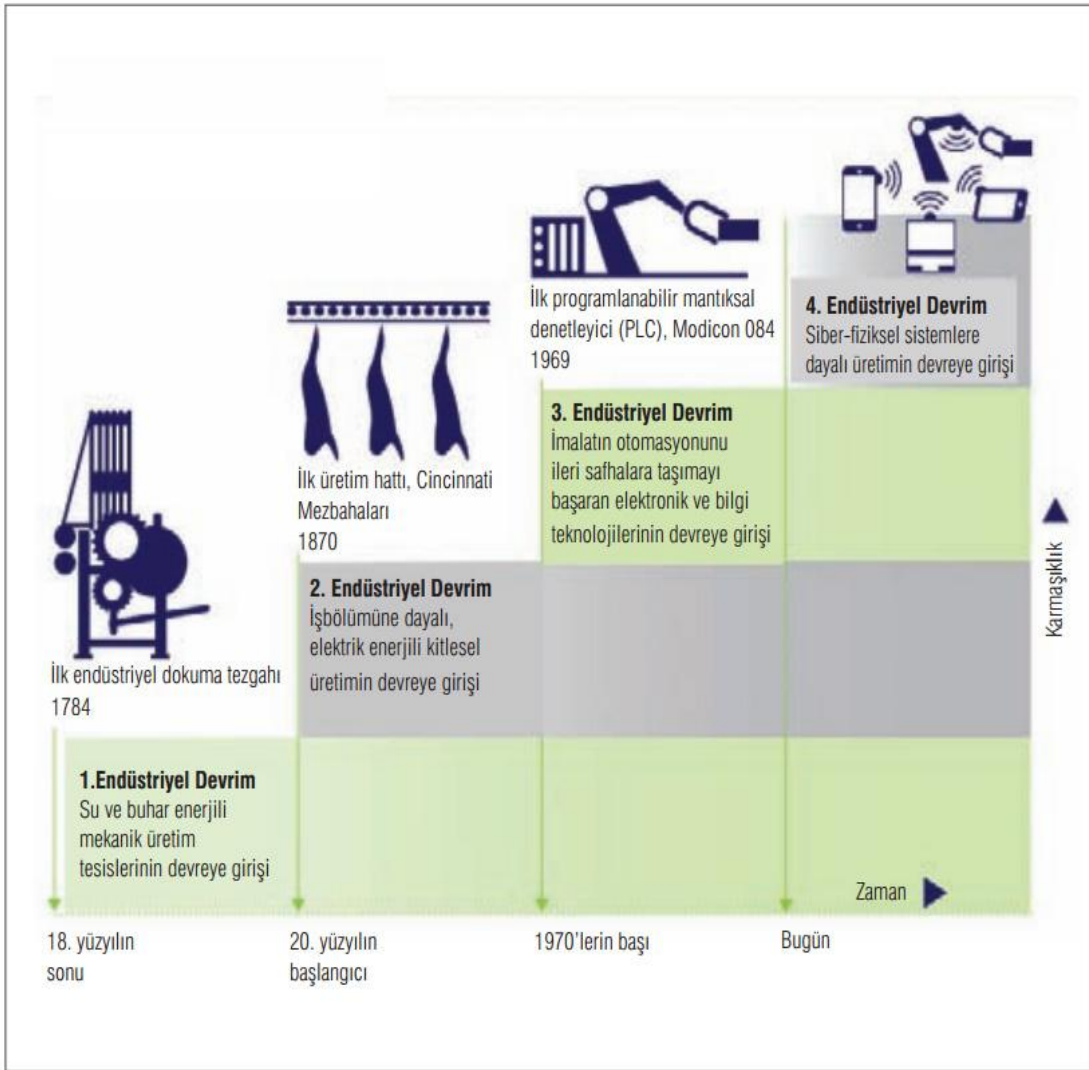 İlk programlanabilir mantıksal
denetleyici (PLC), Modicon 084
1969
4. Endüstriyel Devrim
Siber-fiziksel sistemlere
dayalı üretimin devreye girişi
3. Endüstriyel Devrim
İmalatın otomasyonunu
ileri safhalara taşımayı
başaran elektronik ve bilgi
teknolojilerinin devreye girişi
İlk üretim hattı, Cincinnati
Mezbahaları
1870
2. Endüstriyel Devrim
İşbölümüne dayalı,
elektrik enerjili kitlesel
üretimin devreye girişi
İlk endüstriyel dokuma tezgahı
1784
1.Endüstriyel Devrim
Su ve buhar enerjili
mekanik üretim
tesislerinin devreye girişi
Karmaşıklık
Zaman
18. yüzyılın
sonu
20. yüzyılın
başlangıcı
1970'lerin başı
Bugün